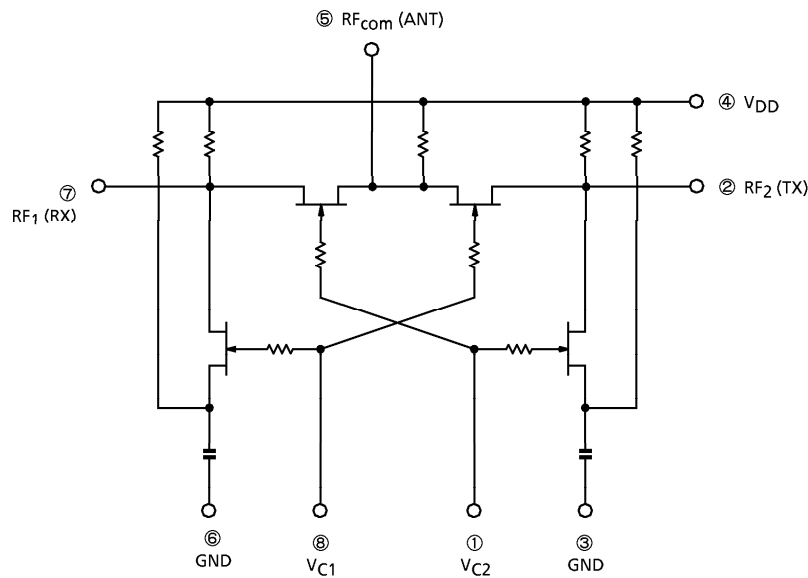 ⑤ RFcom (ANT)
④ VDD
⑦
RF1 (RX)
② RF2 (TX)
⑥
GND
⑧
VC1
①
VC2
③
GND